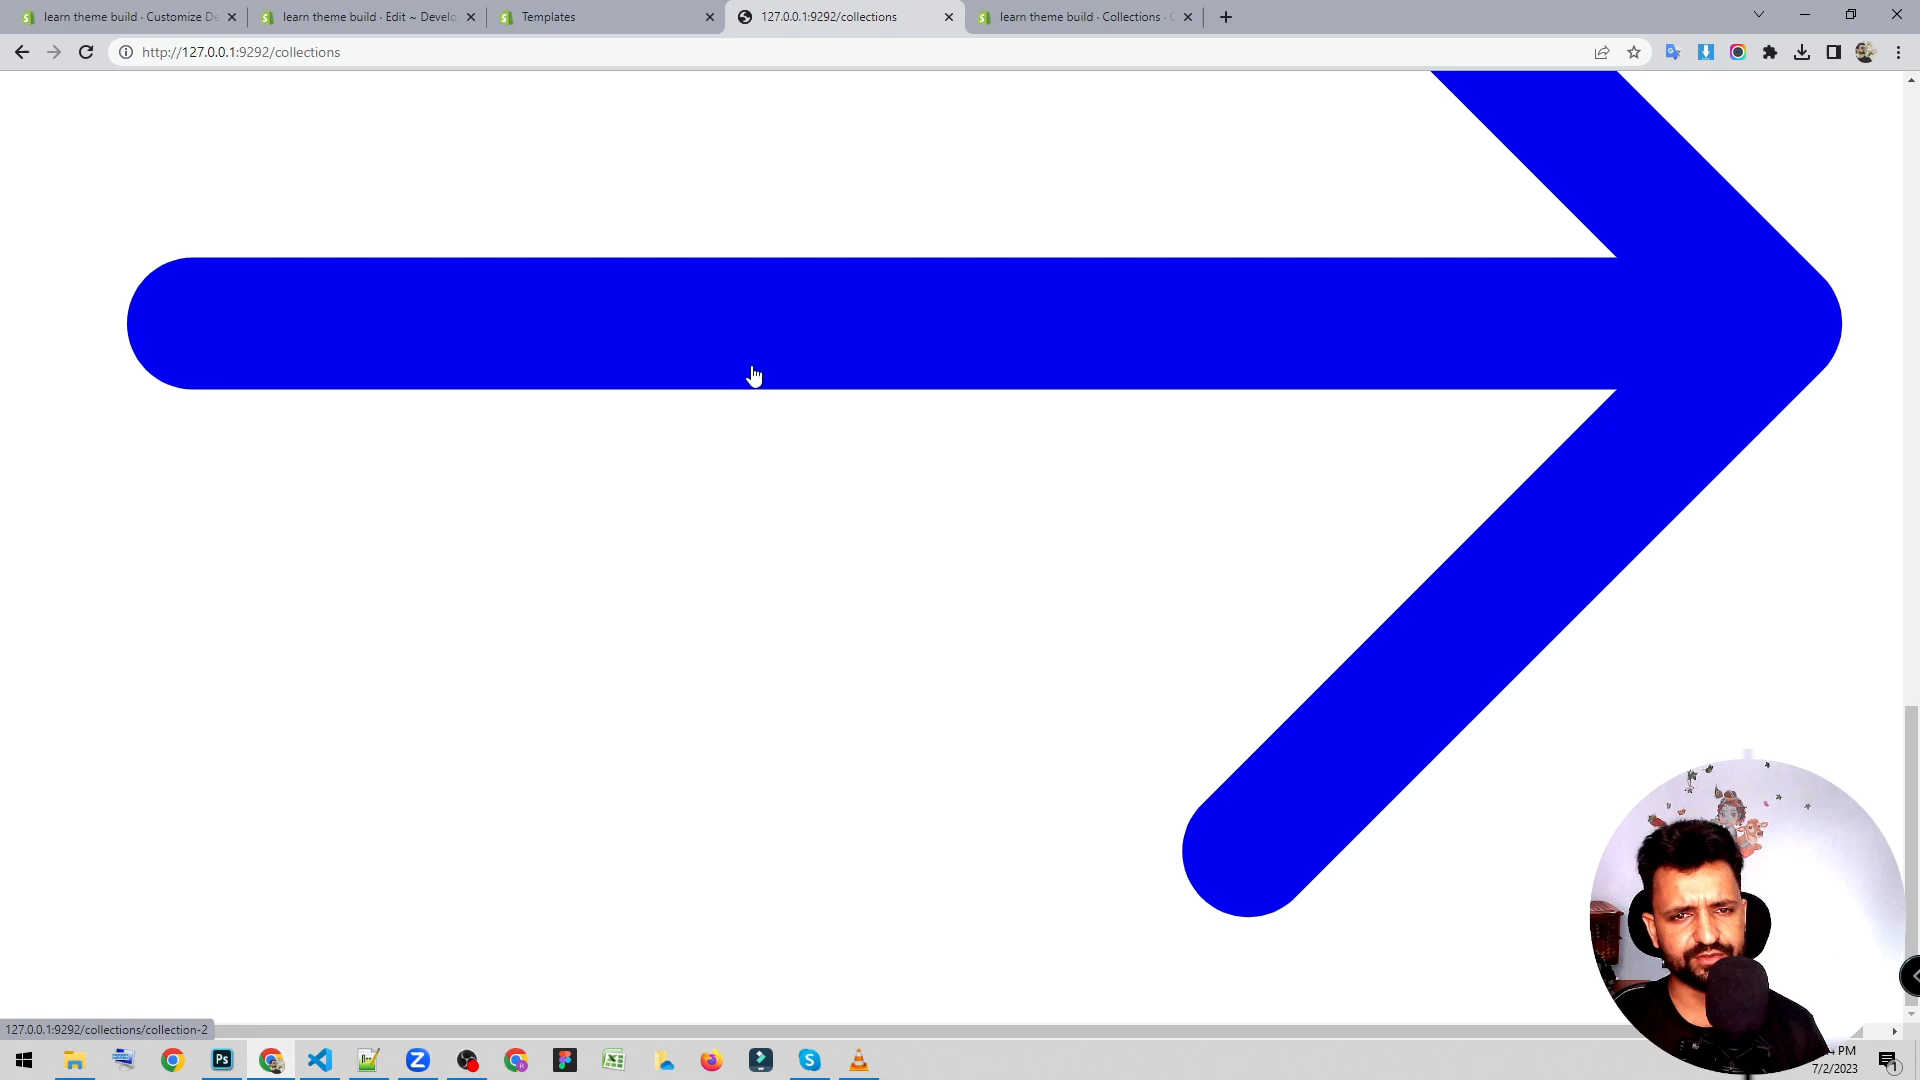 learn theme build · Customize De
learn theme build · Edit ~ Develo
Templates
127.0.0.1:9292/collections
learn theme build · Collections ·
http://127.0.0.1:9292/collections
127.0.0.1:9292/collections/collection-2
Ps
PM
7/2/2023
1